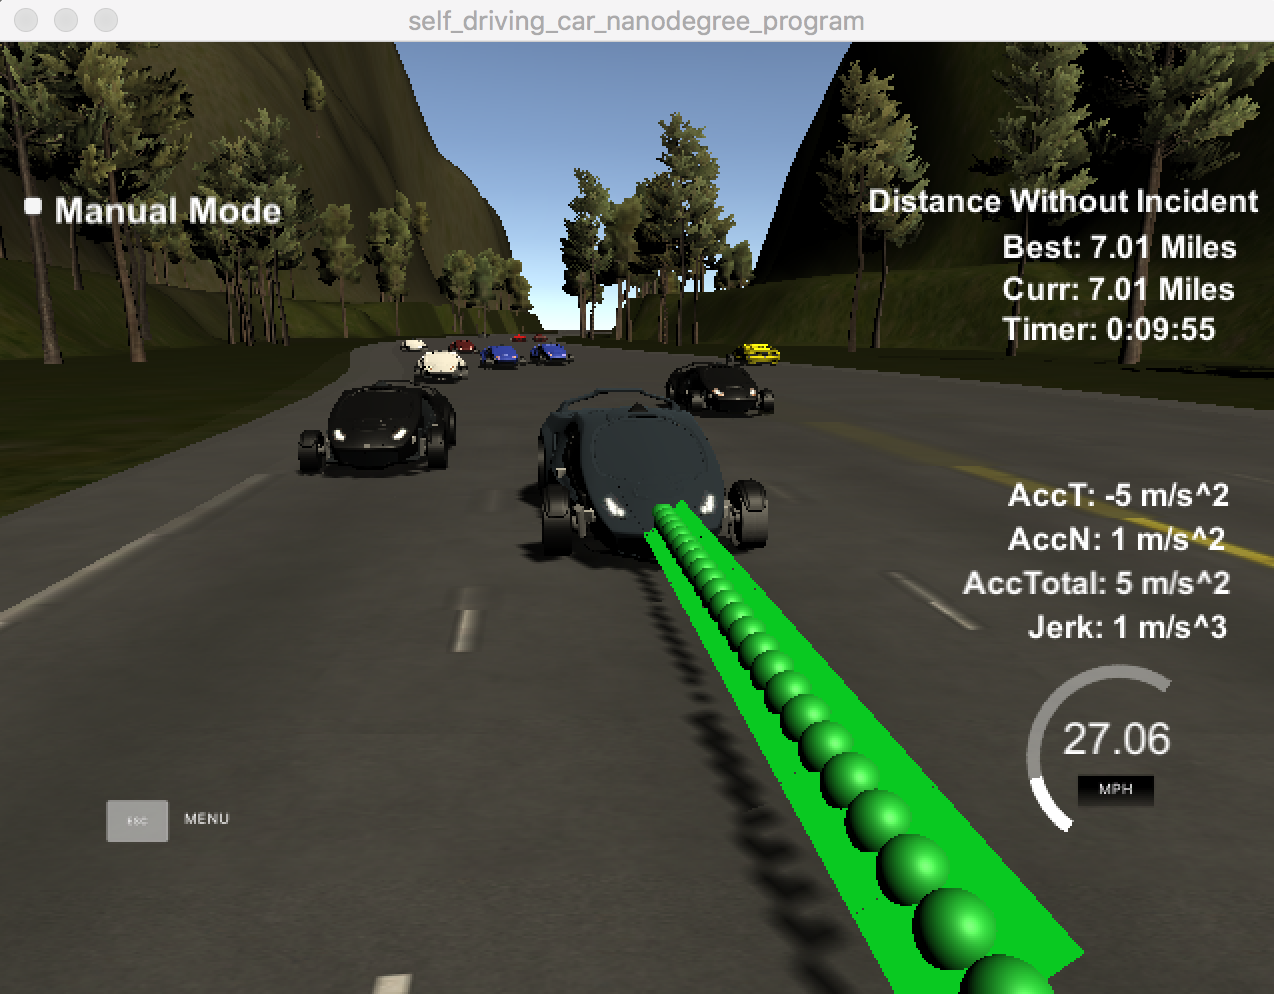 self_driving_car_nanodegree_program
Manual Mode
Distance Without Incident
Best: 7.01 Miles
Curr: 7.01 Miles
Timer: 0:09:55
AccT: -5 m/s^2
AccN: 1 m/s^2
AccTotal: 5 m/s^2
Jerk: 1 m/s^3
27.06
MPH
ESC MENU